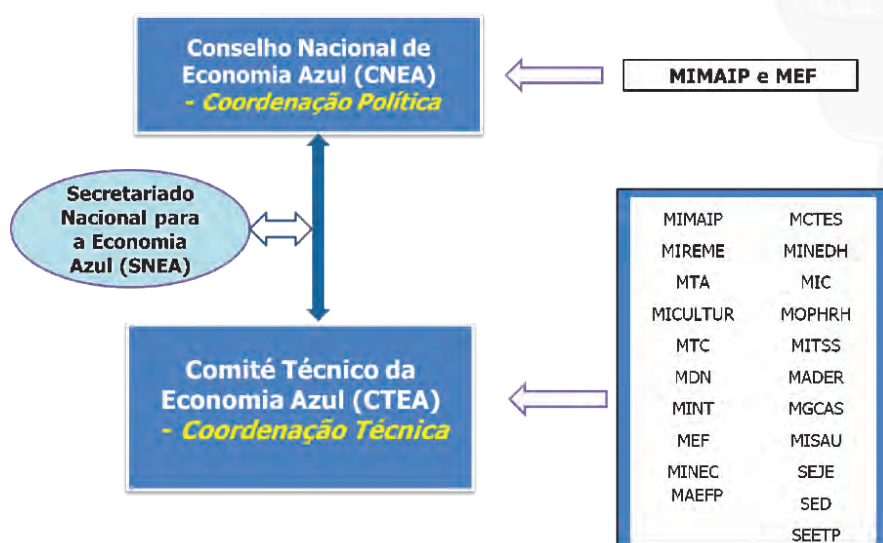 Conselho Nacional de
Economia Azul (CNEA)
- Coordenação Política
MIMAIP e MEF
Secretariado
Nacional para
a Economia
Azul (SNEA)
Comité Técnico da
Economia Azul (CTEA)
- Coordenação Técnica
MIMAIP MCTES
MIREME MINEDH
MTA MIC
MICULTUR MOPHRH
MTC MITSS
MDN MADER
MINT MGCAS
MEF MISAU
MINEC SEJE
MAEFP SED
SEETP